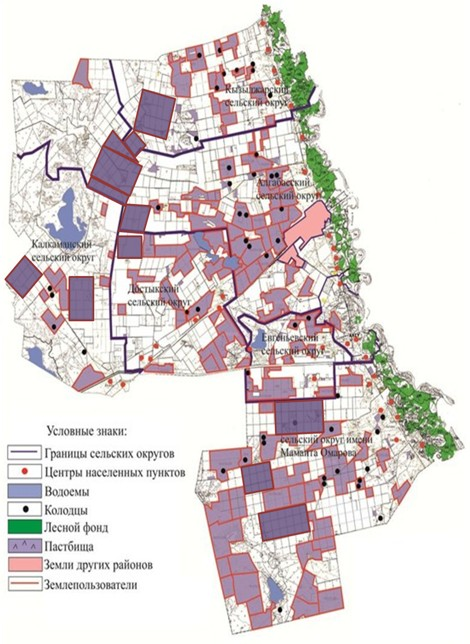 Кызылжарский
сельский округ
Алгабасский
сельский округ
Калкаманский
сельский округ
Достыкский
сельский округ
Евгеньевский
сельский округ
сельский округ имени
Мамаита Омарова
Условные знаки:
Границы сельских округов
Центры населенных пунктов
Водоемы
Колодцы
Лесной фонд
Пастбища
Земли других районов
Землепользователи